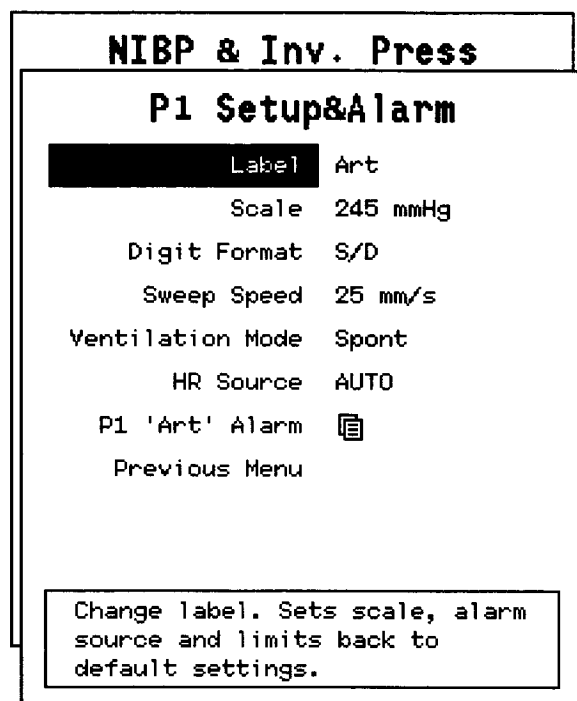 NIBP & Inv. Press
P1 Setup&Alarm
Label Art
Scale 245 mmHg
Digit Format S/D
Sweep Speed 25 mm/s
Ventilation Mode Spont
HR Source AUTO
P1 'Art' Alarm
Previous Menu
Change label. Sets scale, alarm
source and limits back to
default settings.